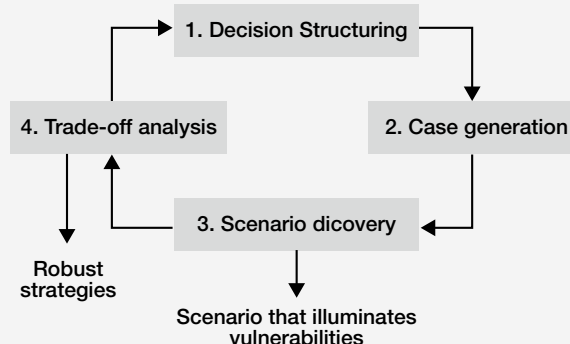 1. Decision Structuring
4. Trade-off analysis
2. Case generation
3. Scenario dicovery
Robust
strategies
Scenario that illuminates
vulnerabilities